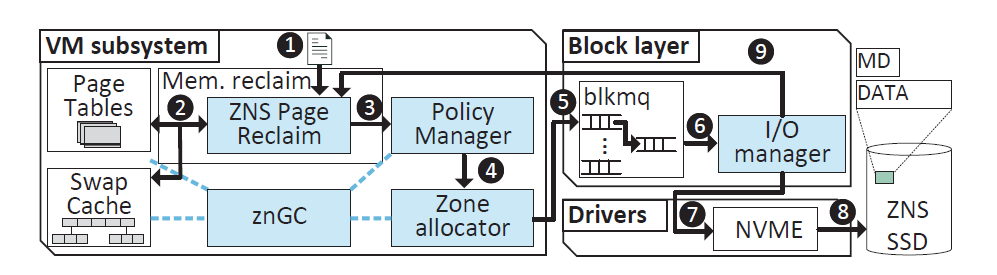 VM subsystem
1
Block layer
9
MD
Page
Tables
Mem. reclaim
2
ZNS Page
Reclaim
3
Policy
Manager
5
blkmq
6
I/O
manager
DATA
4
Swap
Cache
znGC
Zone
allocator
Drivers
7
NVME
8
ZNS
SSD